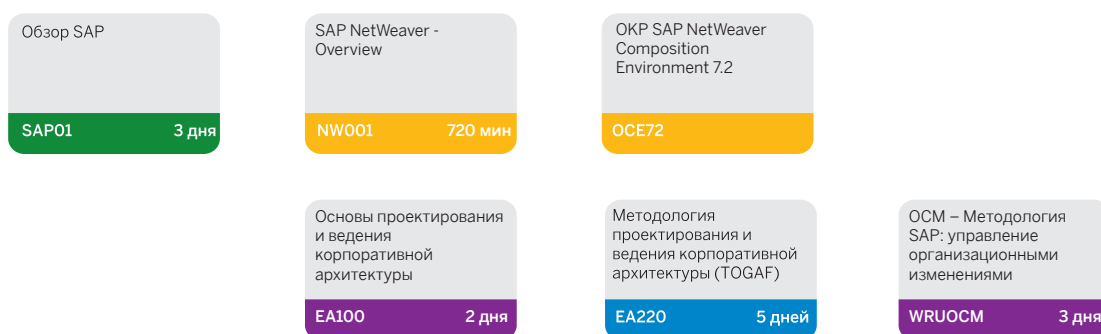 Обзор SAP
SAP01 3 дня
SAP NetWeaver -
Overview
NW001 720 мин
OKP SAP NetWeaver
Composition
Environment 7.2
OCE72
Основы проектирования
и ведения
корпоративной
архитектуры
EA100 2 дня
Методология
проектирования и
ведения корпоративной
архитектуры (TOGAF)
EA220 5 дней
OCM – Методология
SAP: управление
организационными
изменениями
WRUOCM 3 дня